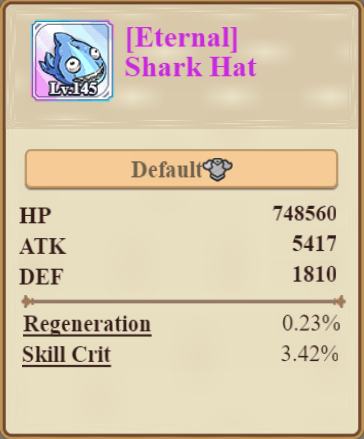 [Eternal]
Shark Hat
Lv.145
Default
HP 748560
ATK 5417
DEF 1810
Regeneration 0.23%
Skill Crit 3.42%